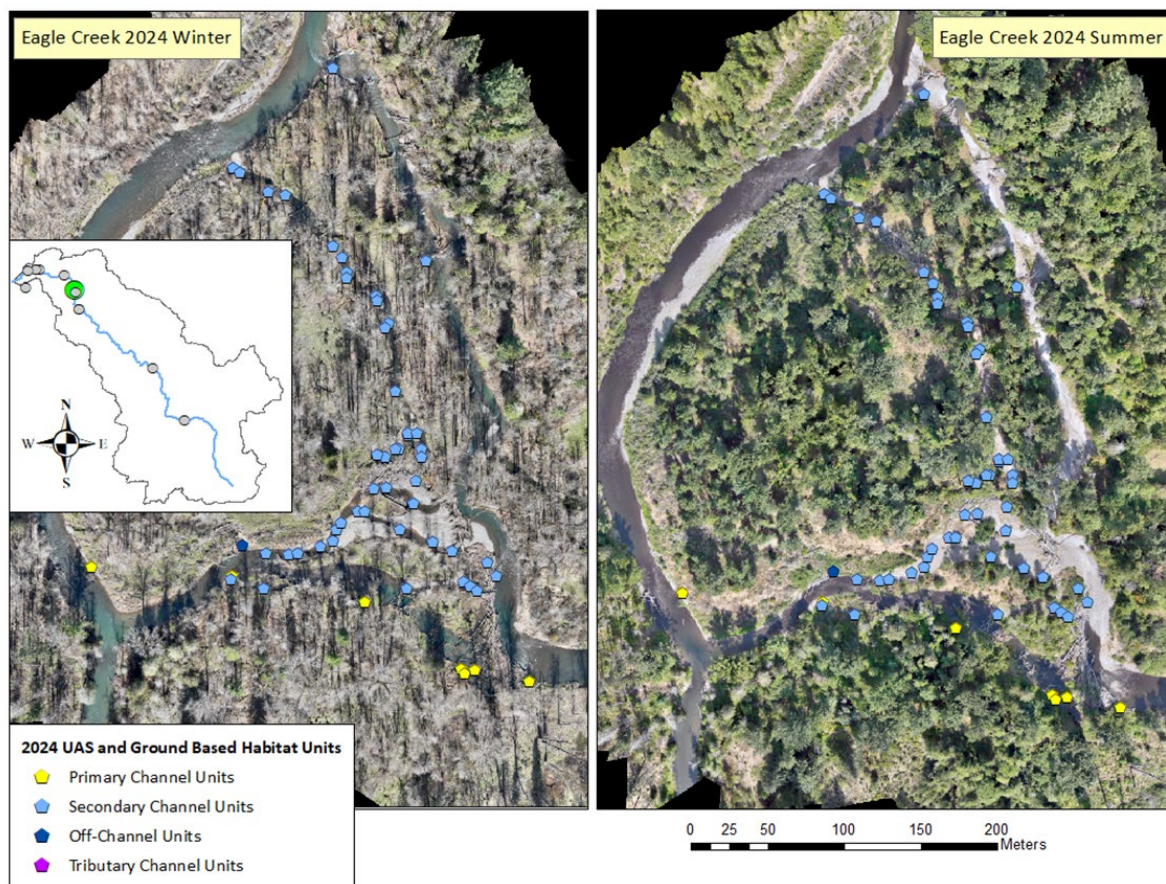 Eagle Creek 2024 Winter
Eagle Creek 2024 Summer
N
W E
S
2024 UAS and Ground Based Habitat Units
Primary Channel Units
Secondary Channel Units
Off-Channel Units
Tributary Channel Units
0 25 50 100 150 200
Meters